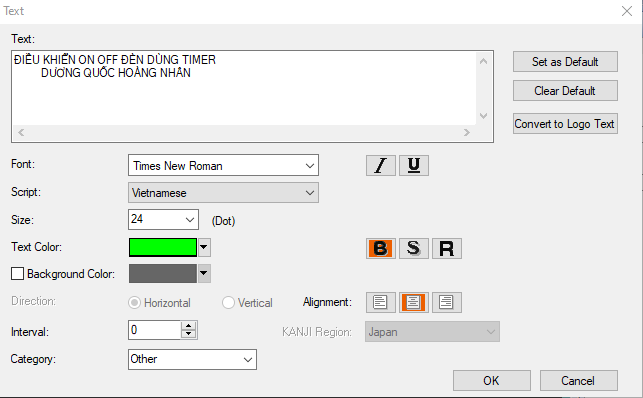 Text
Text:
ĐIỀU KHIỂN ON OFF ĐÈN DÙNG TIMER
DƯƠNG QUỐC HOÀNG NHÂN
Set as Default
Clear Default
Convert to Logo Text
Font: Times New Roman I U
Script: Vietnamese
Size: 24 (Dot)
Text Color: B S R
Background Color:
Direction: Horizontal Vertical Alignment:
Interval: 0 KANJI Region: Japan
Category: Other
OK Cancel